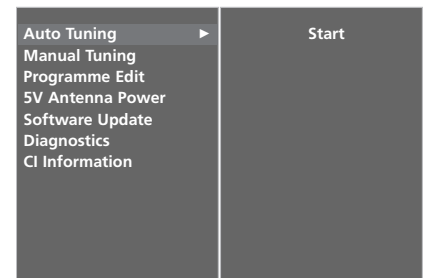 Auto Tuning ►
Start
Manual Tuning
Programme Edit
5V Antenna Power
Software Update
Diagnostics
CI Information